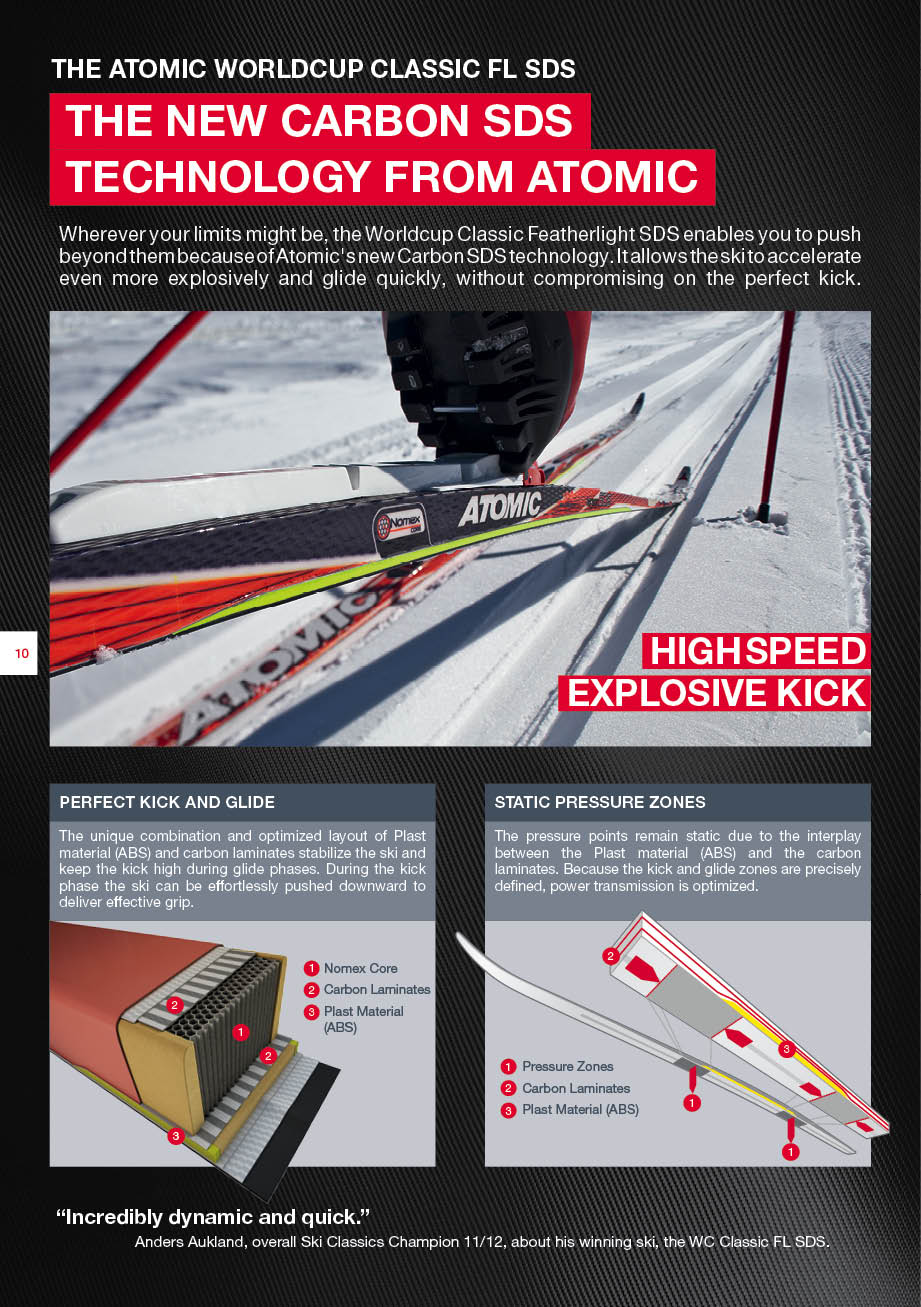 THE ATOMIC WORLDCUP CLASSIC FL SDS
THE NEW CARBON SDS
TECHNOLOGY FROM ATOMIC
Wherever your limits might be, the Worldcup Classic Featherlight SDS enables you to push
beyond them because of Atomic's new Carbon SDS technology. It allows the ski to accelerate
even more explosively and glide quickly, without compromising on the perfect kick.
Nomex
CORE
ATOMIC
ATOMIC
10
HIGH SPEED
EXPLOSIVE KICK
PERFECT KICK AND GLIDE
The unique combination and optimized layout of Plast
material (ABS) and carbon laminates stabilize the ski and
keep the kick high during glide phases. During the kick
phase the ski can be effortlessly pushed downward to
deliver effective grip.
1 Nomex Core
2 Carbon Laminates
3 Plast Material
(ABS)
2
1
2
3
STATIC PRESSURE ZONES
The pressure points remain static due to the interplay
between the Plast material (ABS) and the carbon
laminates. Because the kick and glide zones are precisely
defined, power transmission is optimized.
2
3
1 Pressure Zones
2 Carbon Laminates
3 Plast Material (ABS)
1
1
“Incredibly dynamic and quick.”
Anders Aukland, overall Ski Classics Champion 11/12, about his winning ski, the WC Classic FL SDS.